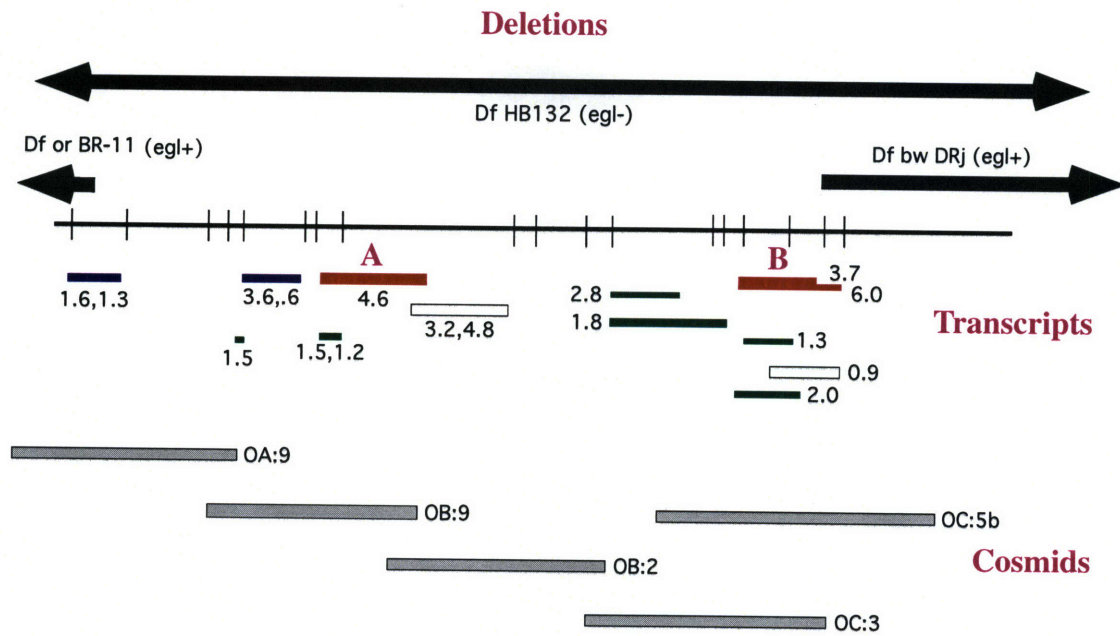 Deletions
Df HB132 (egl-)
Df or BR-11 (egl+)
Df bw DRj (egl+)
A
B
1.6,1.3
3.6,.6
4.6
3.2,4.8
1.5
1.5,1.2
2.8
1.8
3.7
6.0
1.3
0.9
2.0
Transcripts
OA:9
OB:9
OC:5b
OB:2
Cosmids
OC:3